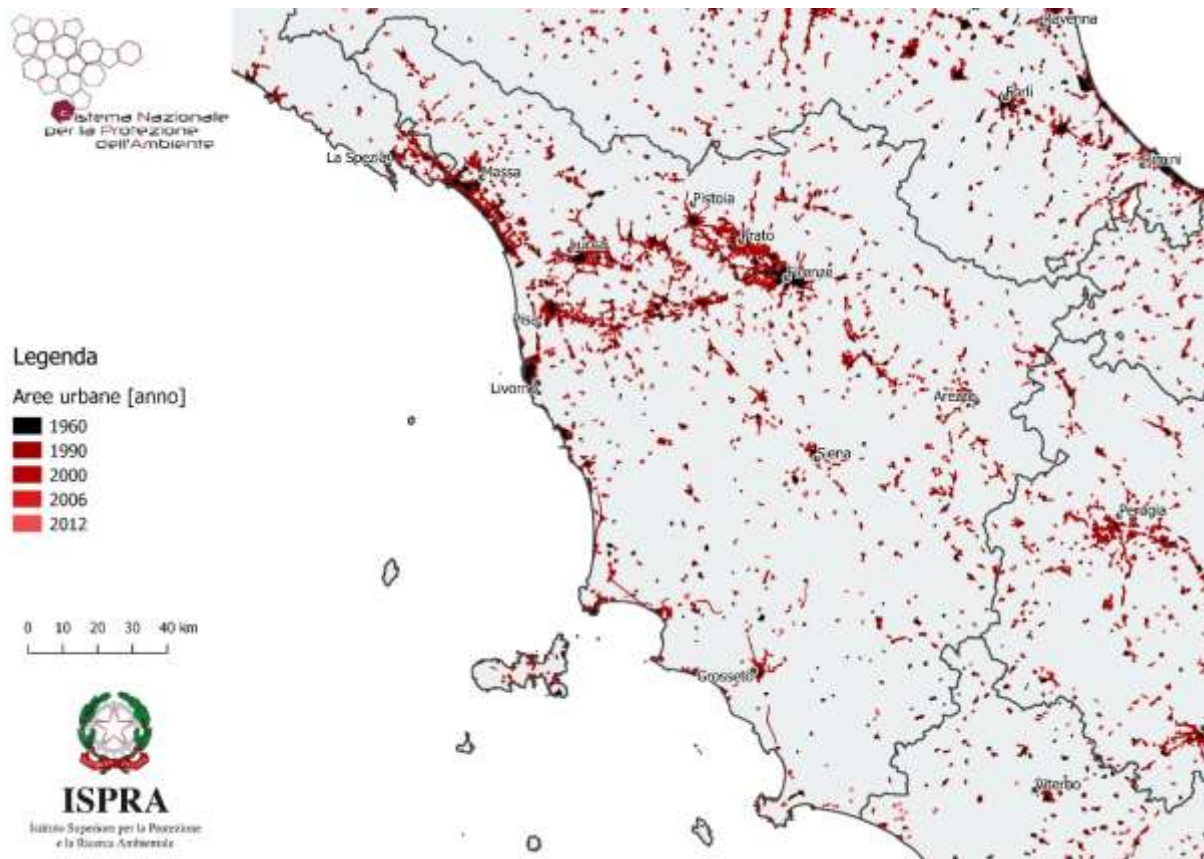 Sistema Nazionale
per la Protezione
dell'Ambiente
Ravenna
Forlì
Rimini
La Spezia
Massa
Pistoia
Prato
Lucca
Firenze
Pisa
Livorno
Arezzo
Siena
Perugia
Grosseto
Viterbo
Legenda
Aree urbane [anno]
1960
1990
2000
2006
2012
0 10 20 30 40 km
ISPRA
Istituto Superiore per la Protezione
e la Ricerca Ambientale